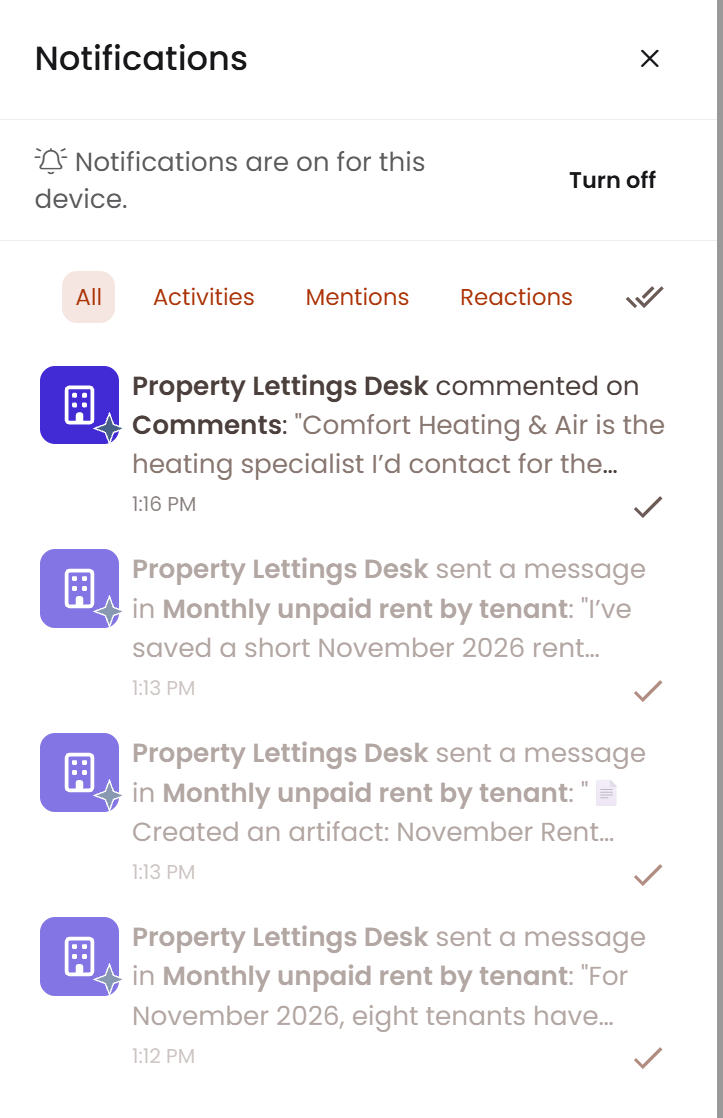 Notifications
Notifications are on for this
device.
Turn off
All
Activities
Mentions
Reactions
Property Lettings Desk commented on
Comments: "Comfort Heating & Air is the
heating specialist I’d contact for the…
1:16 PM
Property Lettings Desk sent a message
in Monthly unpaid rent by tenant: "I’ve
saved a short November 2026 rent…
1:13 PM
Property Lettings Desk sent a message
in Monthly unpaid rent by tenant: "
Created an artifact: November Rent…
1:13 PM
Property Lettings Desk sent a message
in Monthly unpaid rent by tenant: "For
November 2026, eight tenants have…
1:12 PM